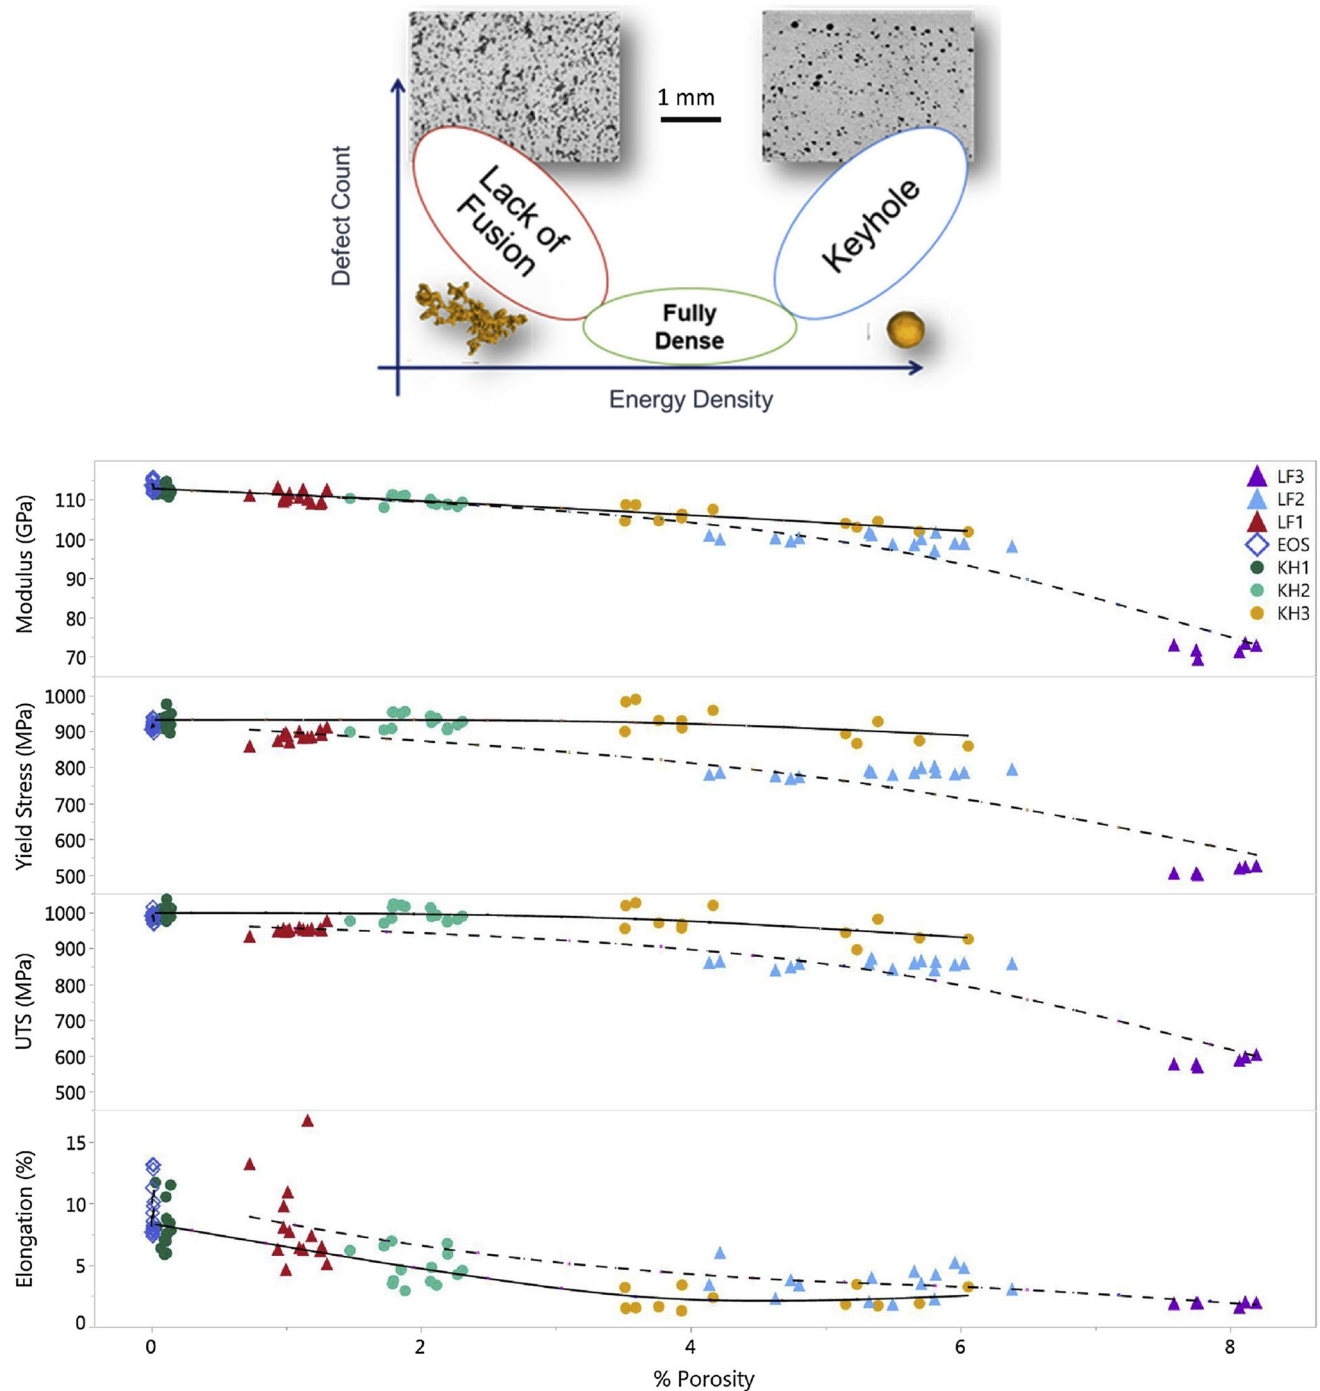 1 mm
Defect Count
Lack of
Fusion
Keyhole
Fully
Dense
Energy Density
Modulus (GPa)
110
100
90
80
70
LF3
LF2
LF1
EOS
KH1
KH2
KH3
Yield Stress (MPa)
1000
900
800
700
600
500
UTS (MPa)
1000
900
800
700
600
500
Elongation (%)
15
10
5
0
0 2 4 6 8
% Porosity